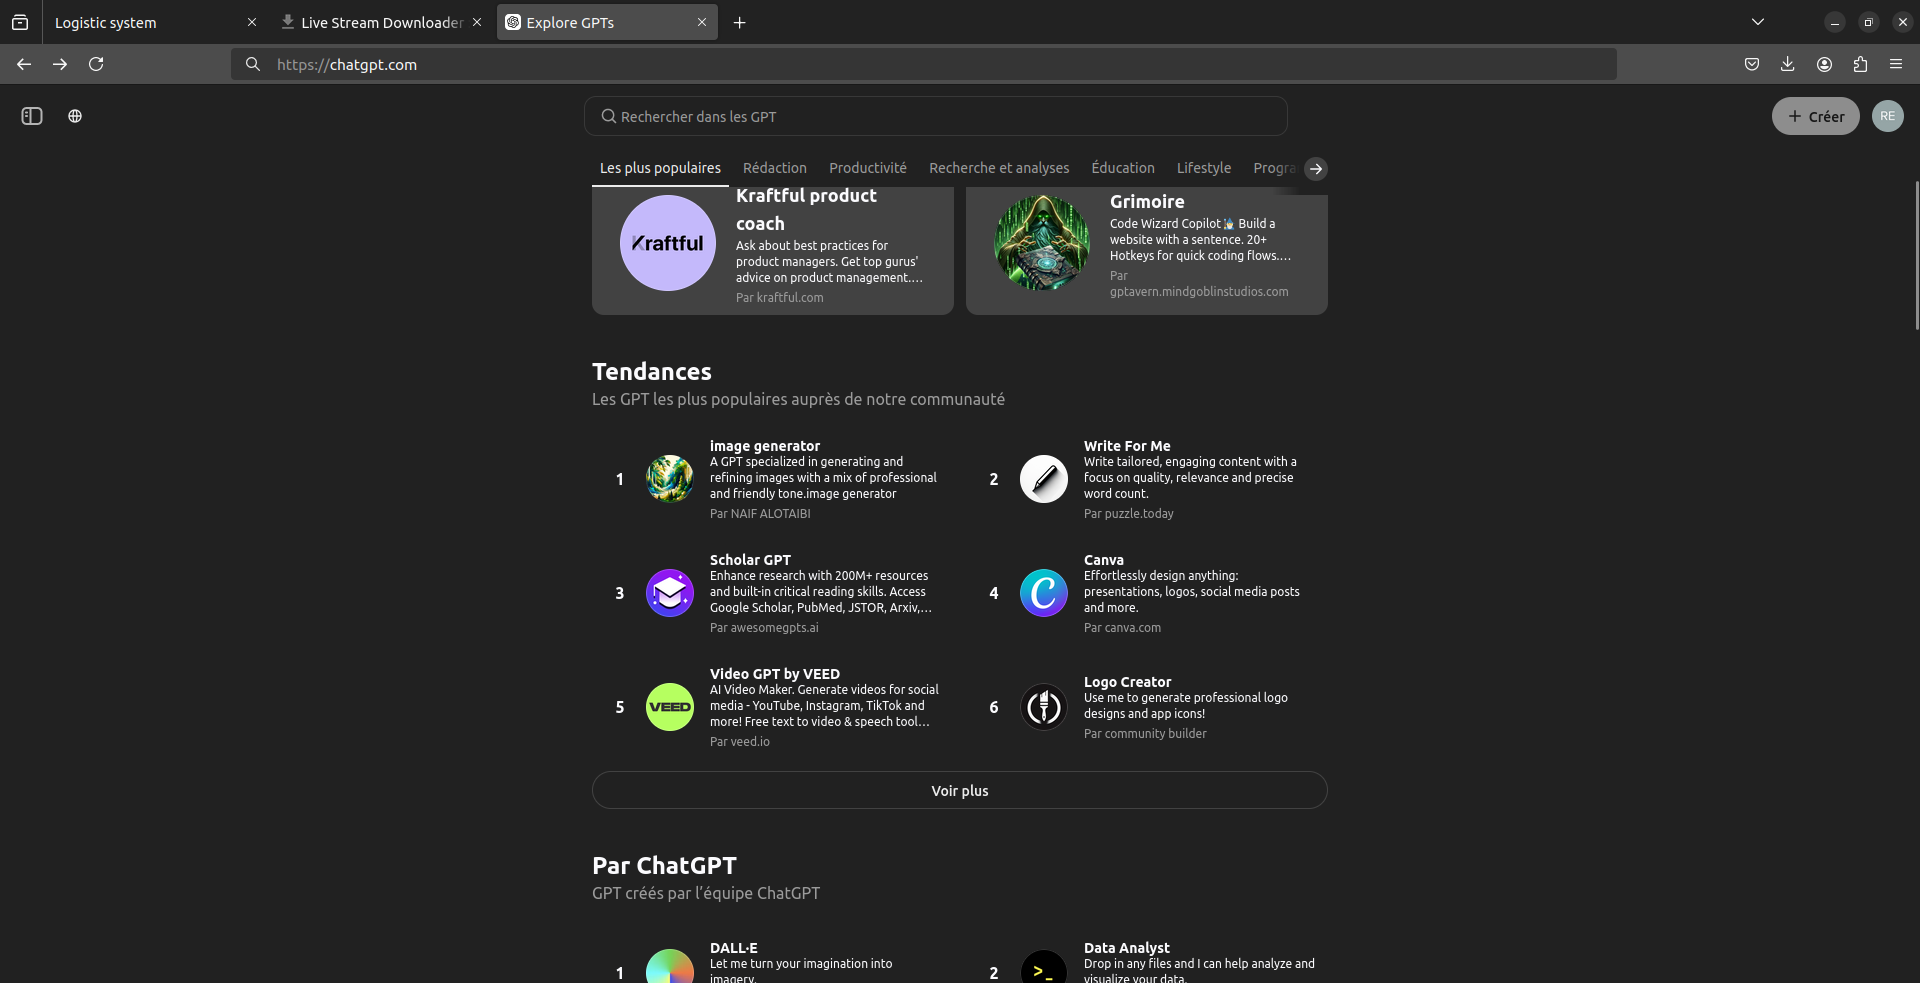 Logistic system
Live Stream Downloader
Explore GPTs
https://chatgpt.com
Rechercher dans les GPT
Créer
RE
Les plus populaires
Rédaction
Productivité
Recherche et analyses
Éducation
Lifestyle
Progra
Kraftful
Kraftful product
coach
Ask about best practices for
product managers. Get top gurus'
advice on product management.…
Par kraftful.com
Grimoire
Code Wizard Copilot🧙 Build a
website with a sentence. 20+
Hotkeys for quick coding flows.…
Par
gptavern.mindgoblinstudios.com
Tendances
Les GPT les plus populaires auprès de notre communauté
1
image generator
A GPT specialized in generating and
refining images with a mix of professional
and friendly tone.image generator
Par NAIF ALOTAIBI
2
Write For Me
Write tailored, engaging content with a
focus on quality, relevance and precise
word count.
Par puzzle.today
3
Scholar GPT
Enhance research with 200M+ resources
and built-in critical reading skills. Access
Google Scholar, PubMed, JSTOR, Arxiv,…
Par awesomegpts.ai
4
C
Canva
Effortlessly design anything:
presentations, logos, social media posts
and more.
Par canva.com
5
VEED
Video GPT by VEED
AI Video Maker. Generate videos for social
media - YouTube, Instagram, TikTok and
more! Free text to video & speech tool…
Par veed.io
6
Logo Creator
Use me to generate professional logo
designs and app icons!
Par community builder
Voir plus
Par ChatGPT
GPT créés par l’équipe ChatGPT
1
DALL·E
Let me turn your imagination into
imagery.
2
>_
Data Analyst
Drop in any files and I can help analyze and
visualize your data.